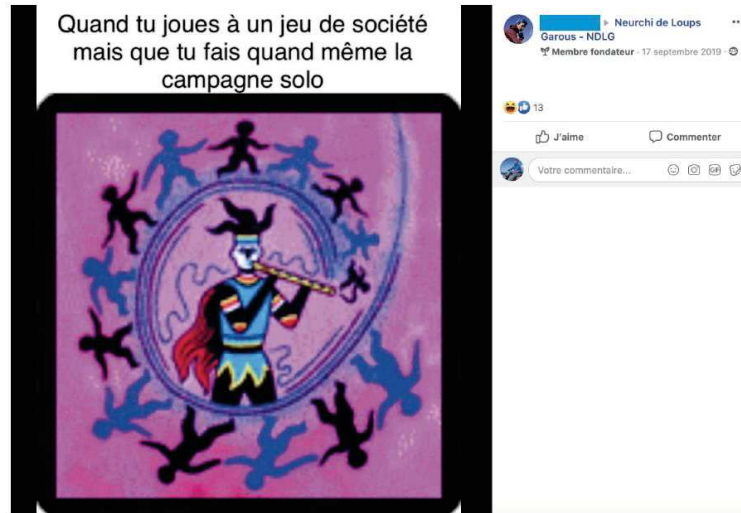 Quand tu joues à un jeu de société
mais que tu fais quand même la
campagne solo
Neurchi de Loups
Garous - NDLG
Membre fondateur · 17 septembre 2019 ·
13
J'aime
Commenter
Votre commentaire...
GIF